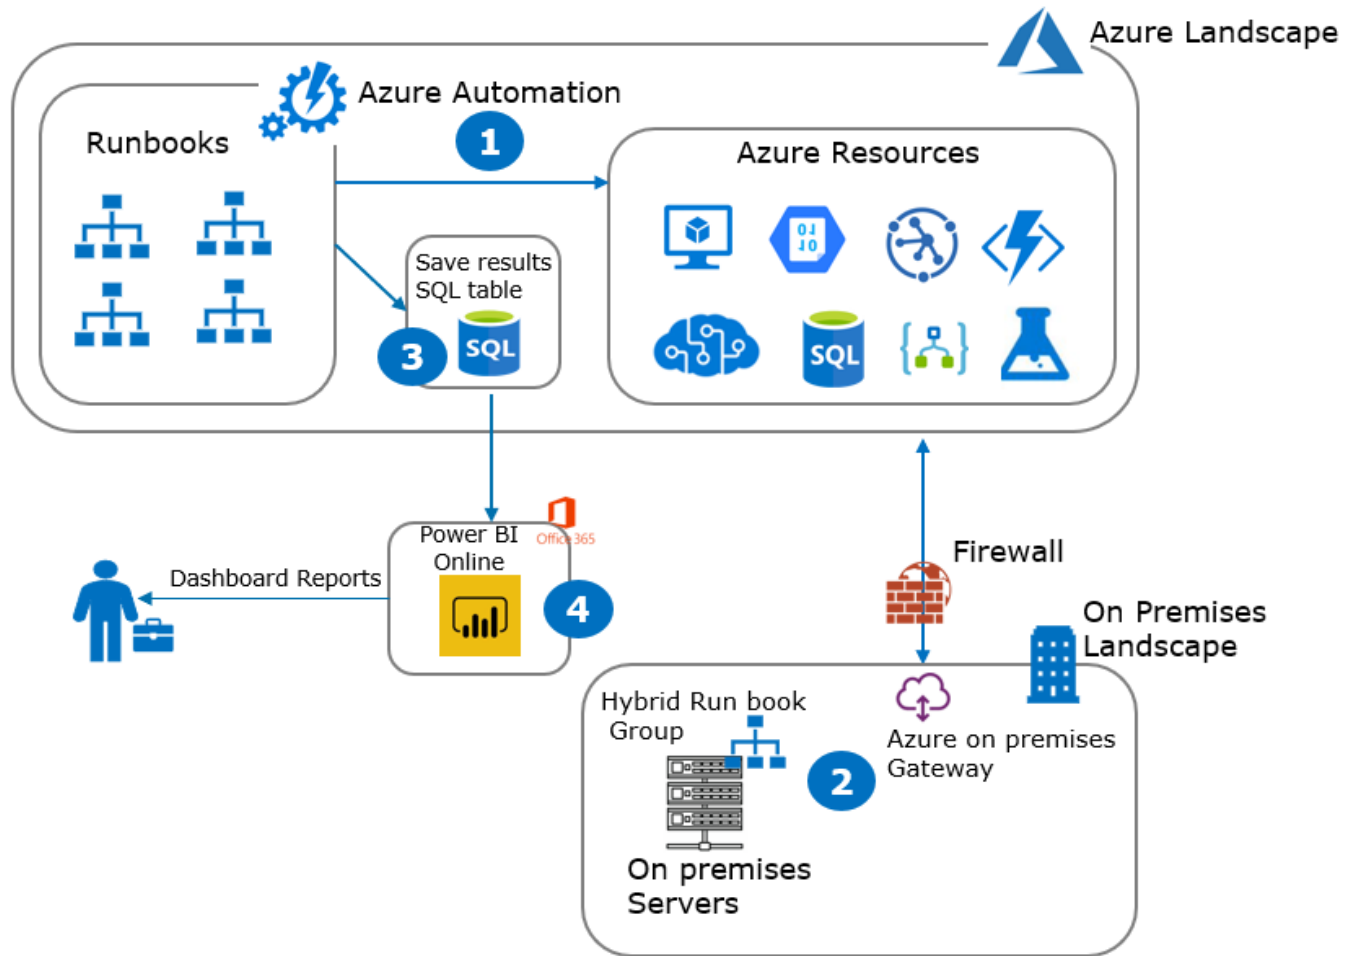 Azure Landscape
Azure Automation
Runbooks
1
Azure Resources
Save results
SQL table
3
SQL
01
10
SQL
Power BI
Online
Office 365
4
Dashboard Reports
Firewall
On Premises
Landscape
Hybrid Run book
Group
2
Azure on premises
Gateway
On premises
Servers